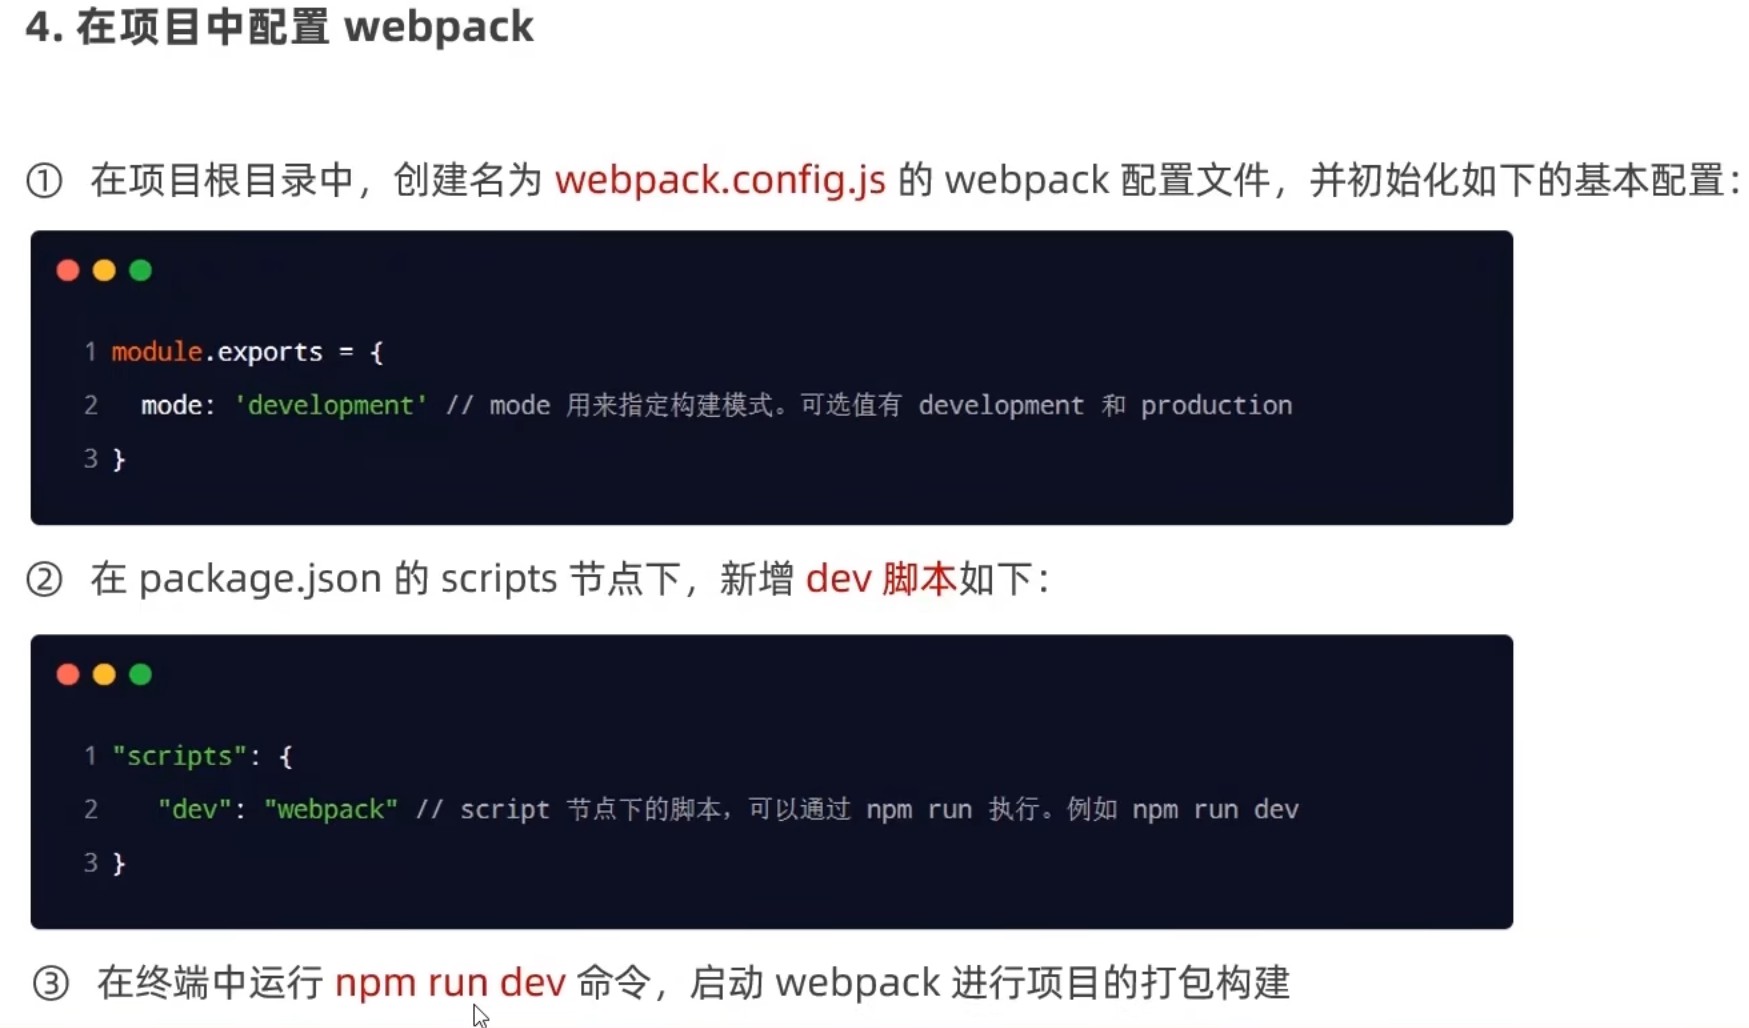 4. 在项目中配置 webpack
① 在项目根目录中，创建名为 webpack.config.js 的 webpack 配置文件，并初始化如下的基本配置：
1 module.exports = {
2 mode: 'development' // mode 用来指定构建模式。可选值有 development 和 production
3 }
② 在 package.json 的 scripts 节点下，新增 dev 脚本如下：
1 "scripts": {
2 "dev": "webpack" // script 节点下的脚本，可以通过 npm run 执行。例如 npm run dev
3 }
③ 在终端中运行 npm run dev 命令，启动 webpack 进行项目的打包构建